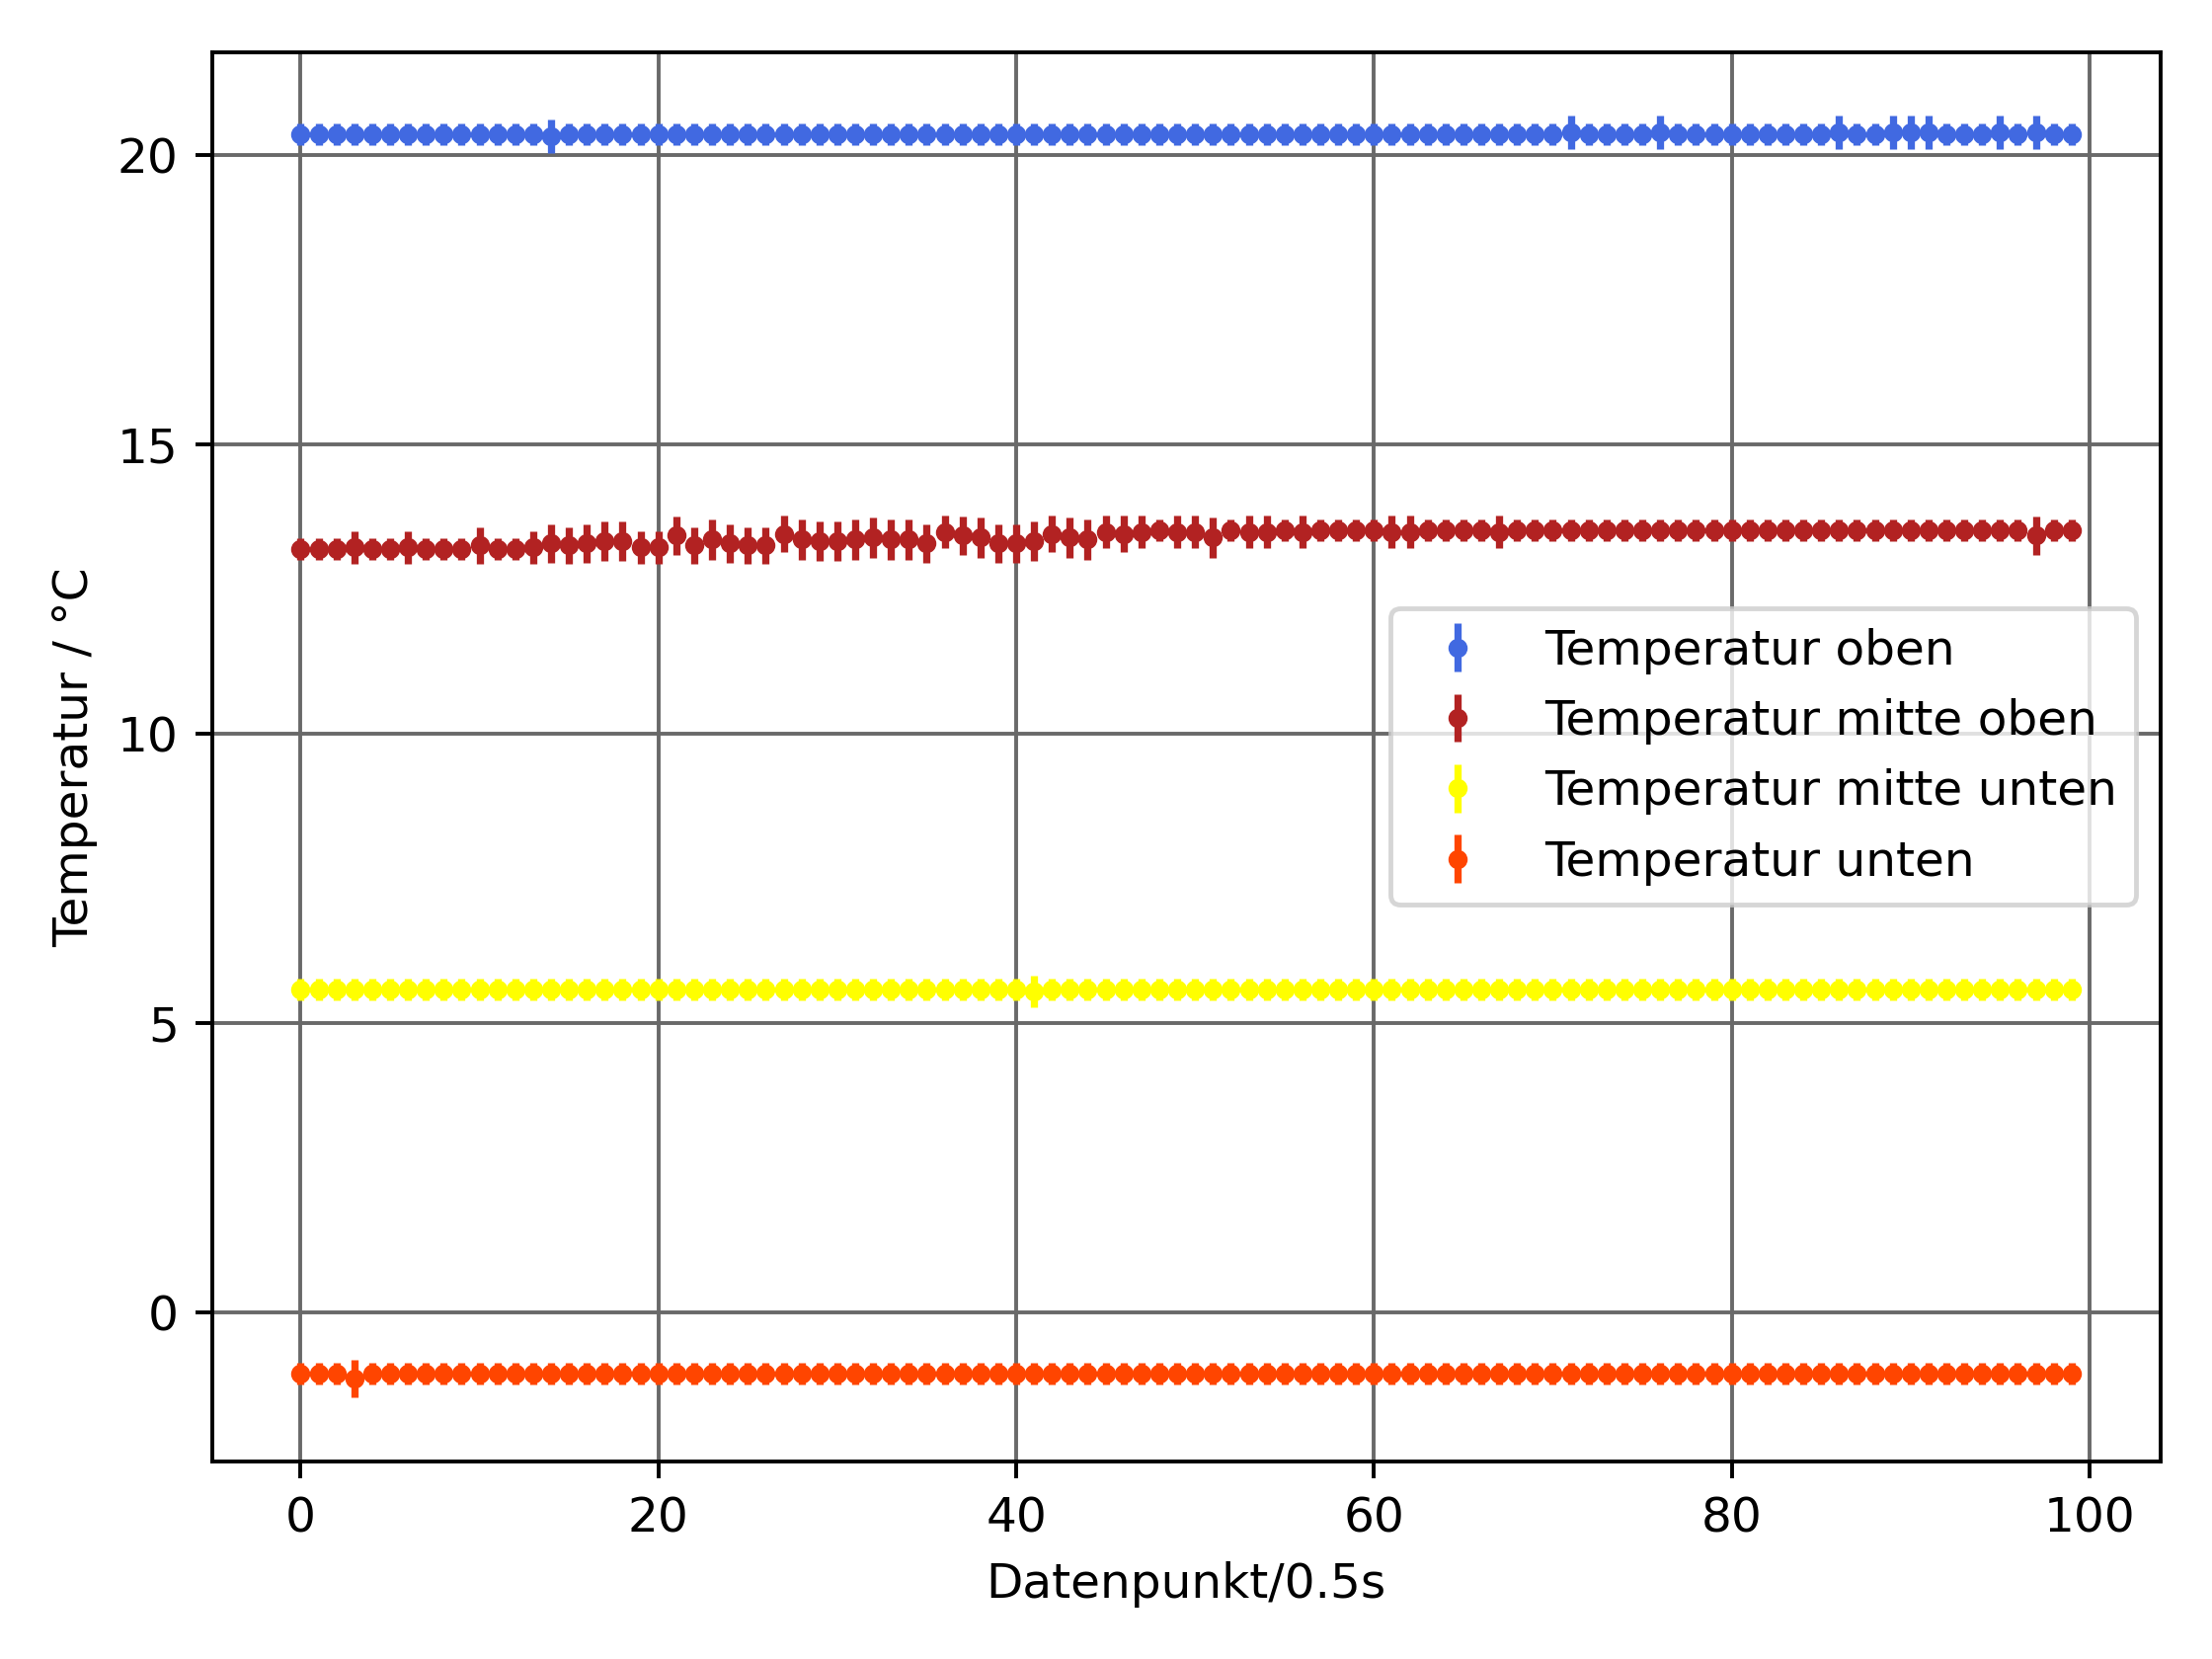 Temperatur / °C
20
15
10
5
0
Temperatur oben
Temperatur mitte oben
Temperatur mitte unten
Temperatur unten
0 20 40 60 80 100
Datenpunkt/0.5s